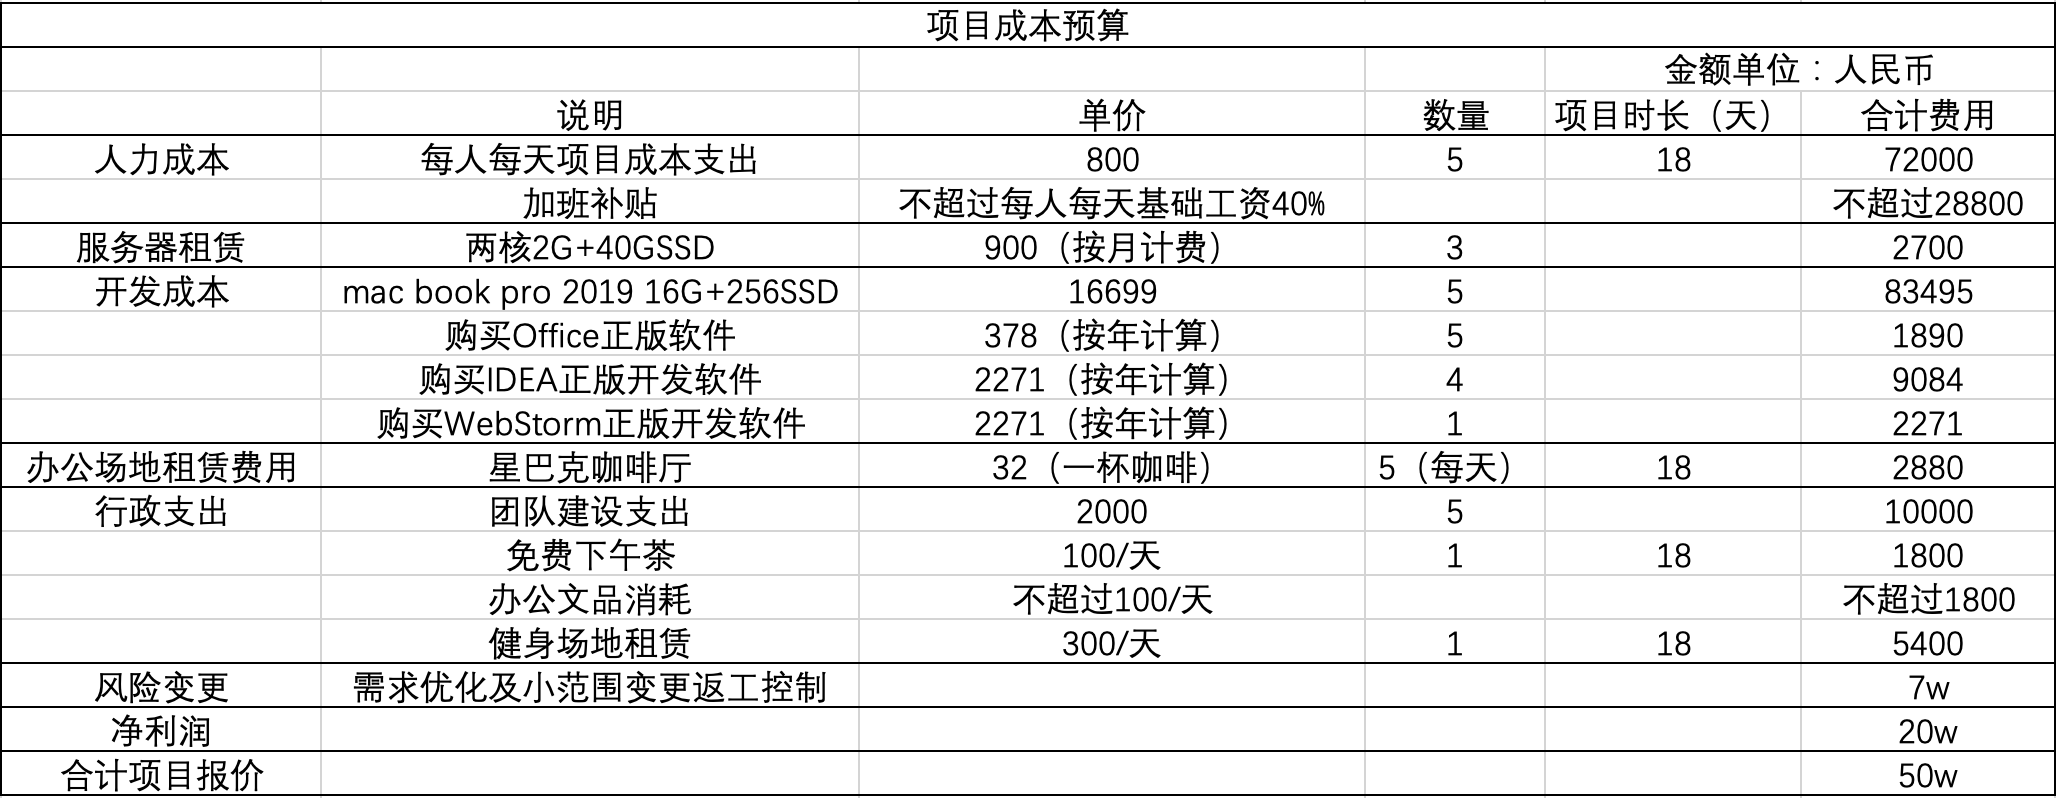 项目成本预算
金额单位：人民币
说明 单价 数量 项目时长（天） 合计费用
人力成本 每人每天项目成本支出 800 5 18 72000
加班补贴 不超过每人每天基础工资40% 不超过28800
服务器租赁 两核2G+40GSSD 900（按月计费） 3 2700
开发成本 mac book pro 2019 16G+256SSD 16699 5 83495
购买Office正版软件 378（按年计算） 5 1890
购买IDEA正版开发软件 2271（按年计算） 4 9084
购买WebStorm正版开发软件 2271（按年计算） 1 2271
办公场地租赁费用 星巴克咖啡厅 32（一杯咖啡） 5（每天） 18 2880
行政支出 团队建设支出 2000 5 10000
免费下午茶 100/天 1 18 1800
办公文品消耗 不超过100/天 不超过1800
健身场地租赁 300/天 1 18 5400
风险变更 需求优化及小范围变更返工控制 7w
净利润 20w
合计项目报价 50w